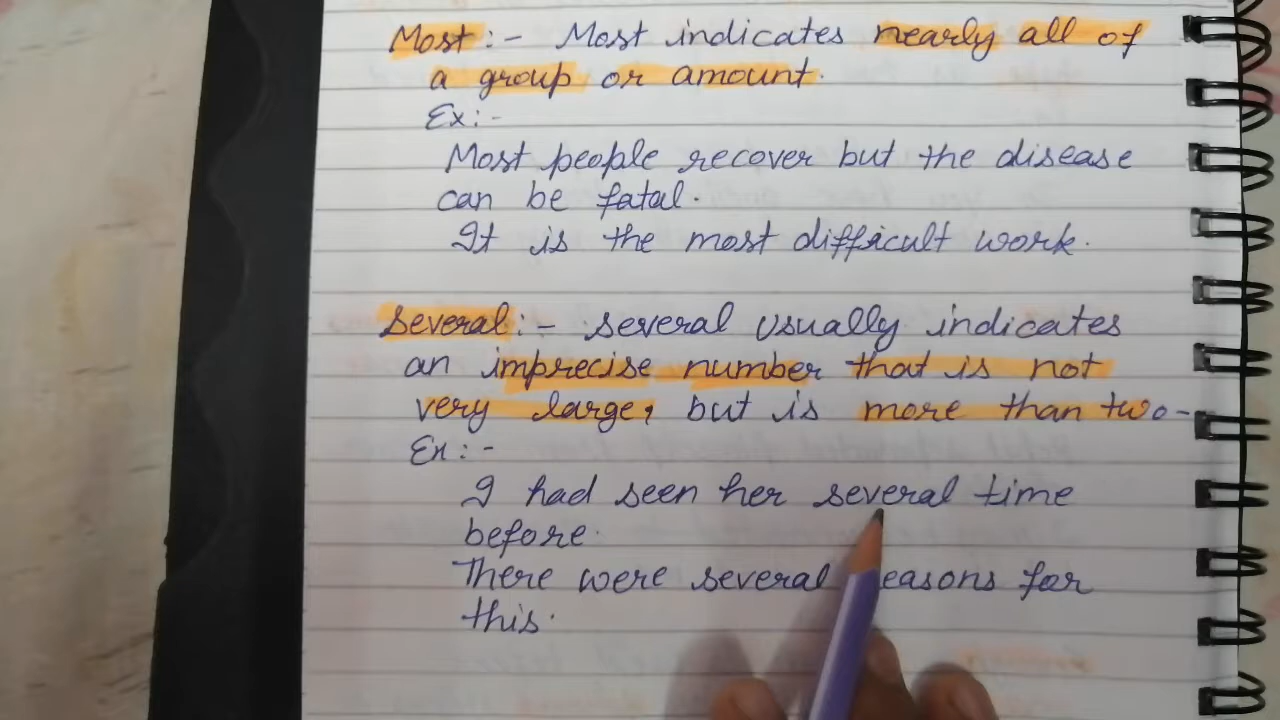 Most :- Most indicates nearly all of
a group or amount.
Ex:-
Most people recover but the disease
can be fatal.
It is the most difficult work.
Several :- Several usually indicates
an imprecise number that is not
very large, but is more than two-
Ex:-
I had seen her several time
before.
There were several easons for
this.